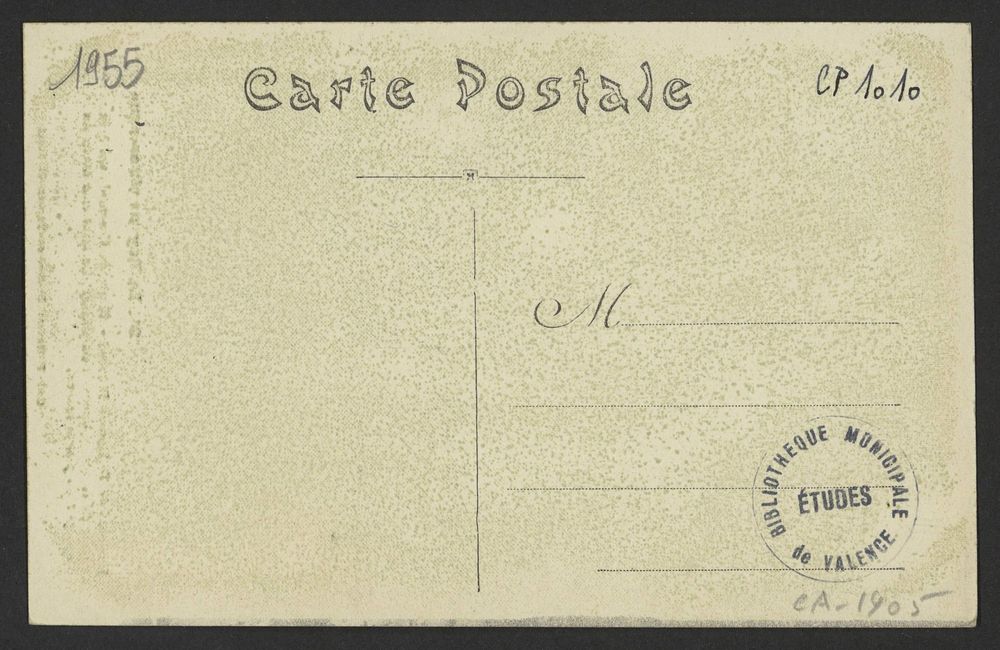 1955
Carte Postale
CP 1010
M
BIBLIOTHEQUE MUNICIPALE
ÉTUDES
de VALENCE
CA-1905